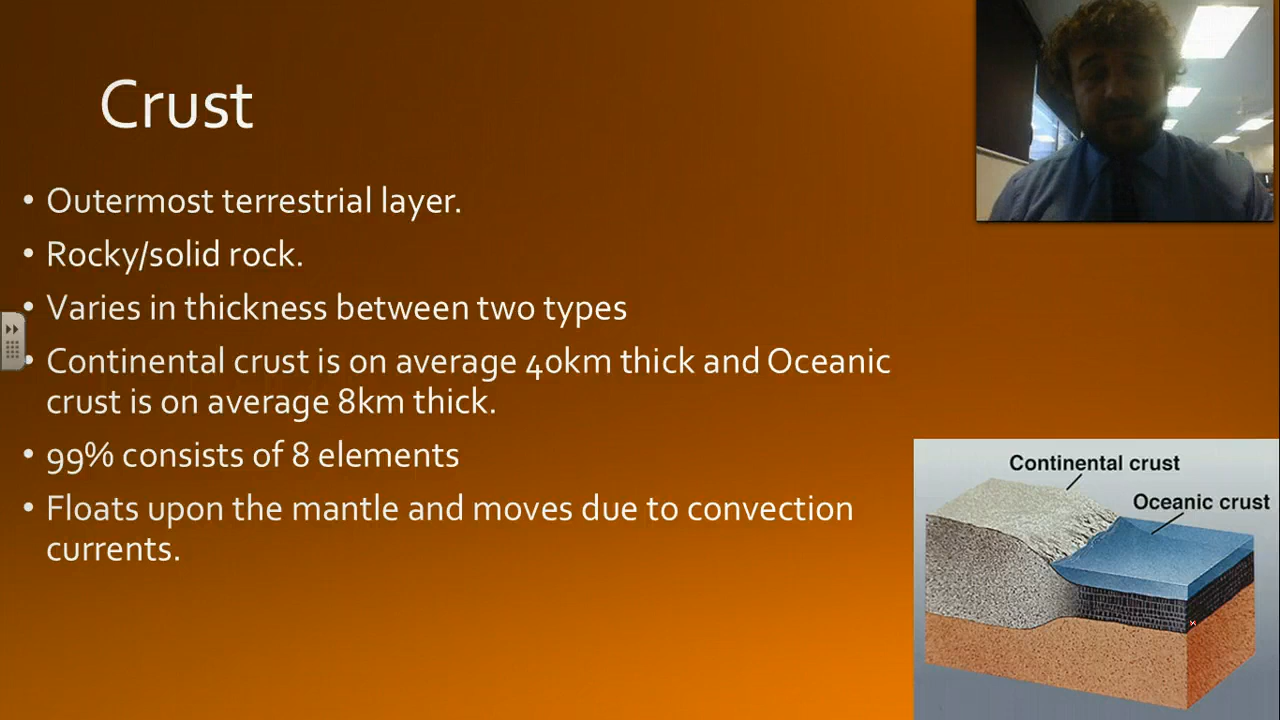 Crust
• Outermost terrestrial layer.
• Rocky/solid rock.
• Varies in thickness between two types
• Continental crust is on average 40km thick and Oceanic
crust is on average 8km thick.
• 99% consists of 8 elements
• Floats upon the mantle and moves due to convection
currents.
Continental crust
Oceanic crust